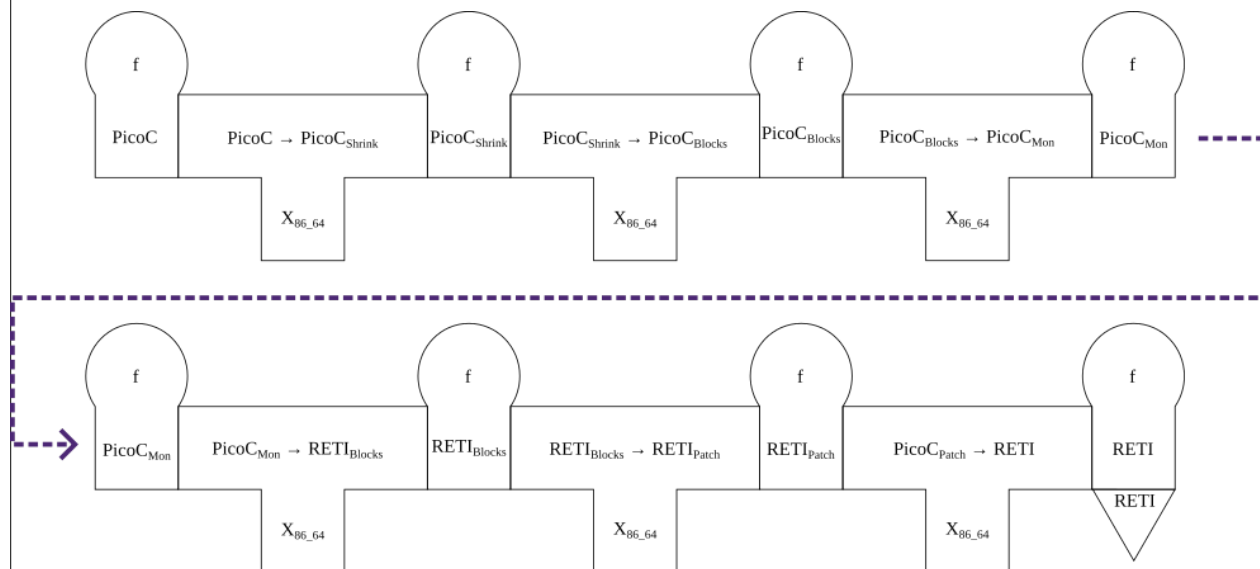 f f f f
PicoC PicoC → PicoC_Shrink PicoC_Shrink PicoC_Shrink → PicoC_Blocks PicoC_Blocks PicoC_Blocks → PicoC_Mon PicoC_Mon
X_86_64 X_86_64 X_86_64
f f f f
PicoC_Mon PicoC_Mon → RETI_Blocks RETI_Blocks RETI_Blocks → RETI_Patch RETI_Patch PicoC_Patch → RETI RETI
RETI
X_86_64 X_86_64 X_86_64